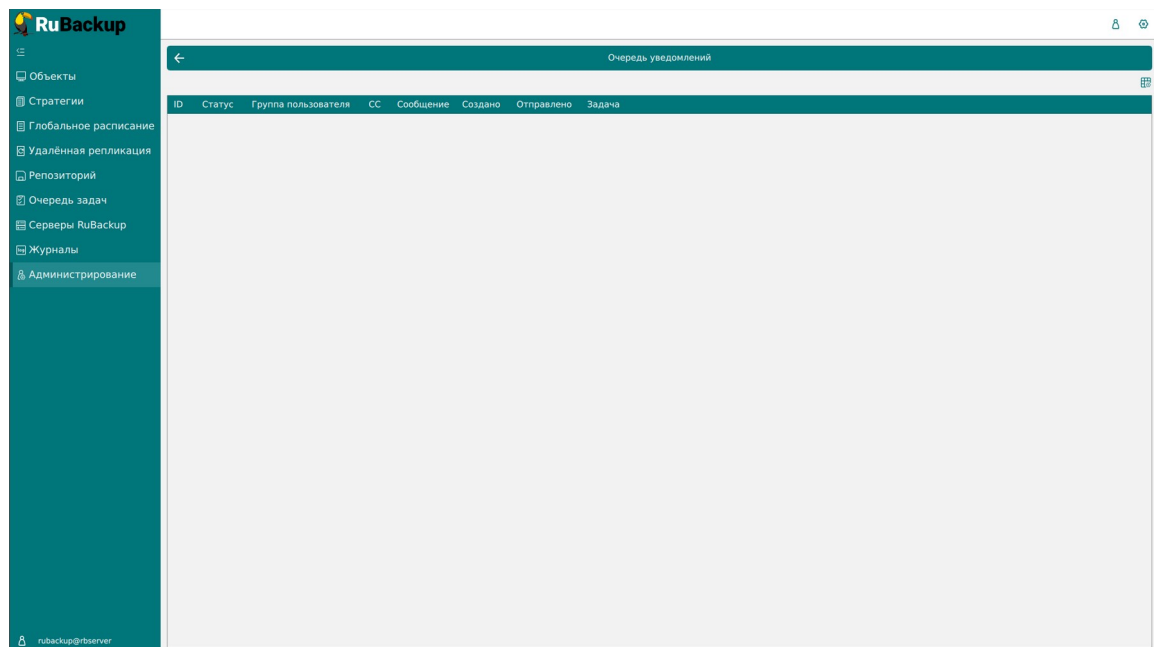 RuBackup
Очередь уведомлений
Объекты
Стратегии
Глобальное расписание
Удалённая репликация
Репозиторий
Очередь задач
Серверы RuBackup
Журналы
Администрирование
ID Статус Группа пользователя CC Сообщение Создано Отправлено Задача
rubackup@rbserver